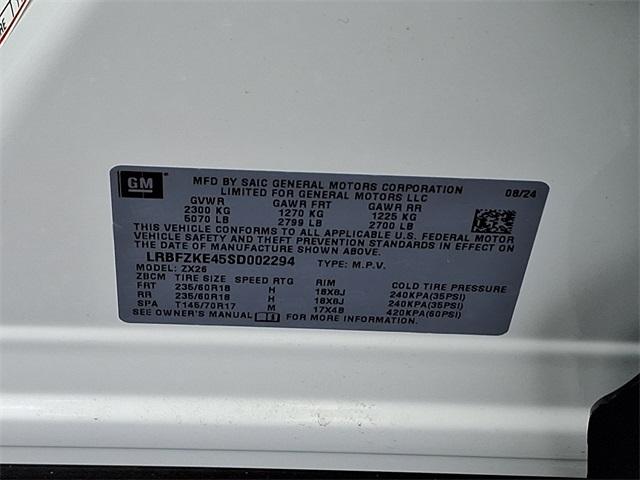 GM
MFD BY SAIC GENERAL MOTORS CORPORATION
LIMITED FOR GENERAL MOTORS LLC
08/24
GVWR GAWR FRT GAWR RR
2300 KG 1270 KG 1225 KG
5070 LB 2799 LB 2700 LB
THIS VEHICLE CONFORMS TO ALL APPLICABLE U.S. FEDERAL MOTOR
VEHICLE SAFETY AND THEFT PREVENTION STANDARDS IN EFFECT ON
THE DATE OF MANUFACTURE SHOWN ABOVE.
LRBFZKE45SD002294 TYPE: M.P.V.
MODEL: ZX26
ZBCM TIRE SIZE SPEED RTG RIM COLD TIRE PRESSURE
FRT 235/60R18 H 18X8J 240KPA(35PSI)
RR 235/60R18 H 18X8J 240KPA(35PSI)
SPA T145/70R17 M 17X4B 420KPA(60PSI)
SEE OWNER'S MANUAL FOR MORE INFORMATION.